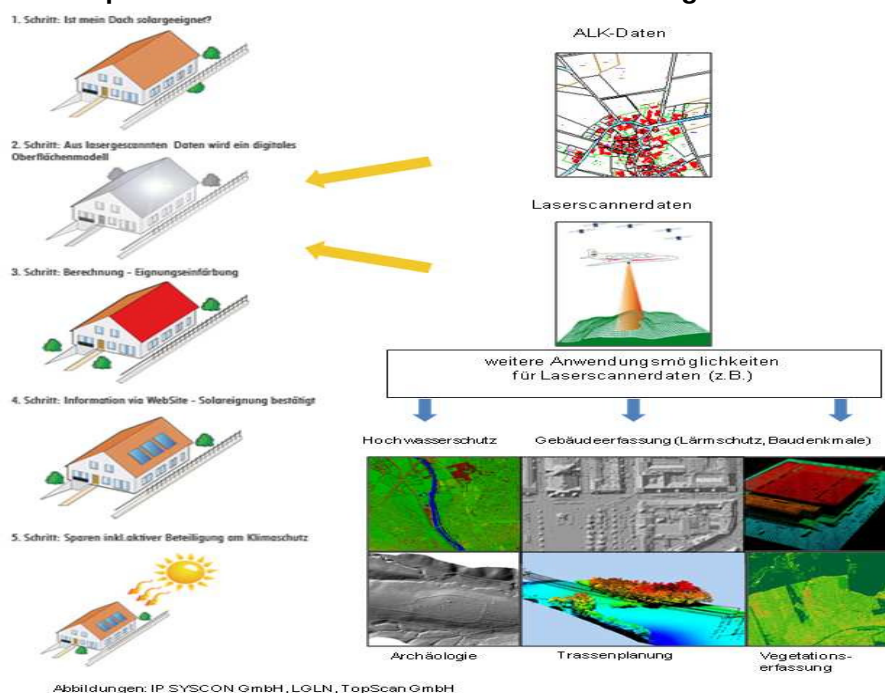 1. Schritt: Ist mein Dach solargeeignet?
2. Schritt: Aus lasergescannten Daten wird ein digitales
Oberflächenmodell
3. Schritt: Berechnung - Eignungseinfärbung
4. Schritt: Information via WebSite - Solareignung bestätigt
5. Schritt: Sparen inkl.aktiver Beteiligung am Klimaschutz
ALK-Daten
Laserscannerdaten
weitere Anwendungsmöglichkeiten
für Laserscannerdaten (z.B.)
Hochwasserschutz
Gebäudeerfassung (Lärmschutz, Baudenkmale)
Archäologie
Trassenplanung
Vegetations-
erfassung
Abbildungen: IP SYSCON GmbH, LGLN, TopScan GmbH